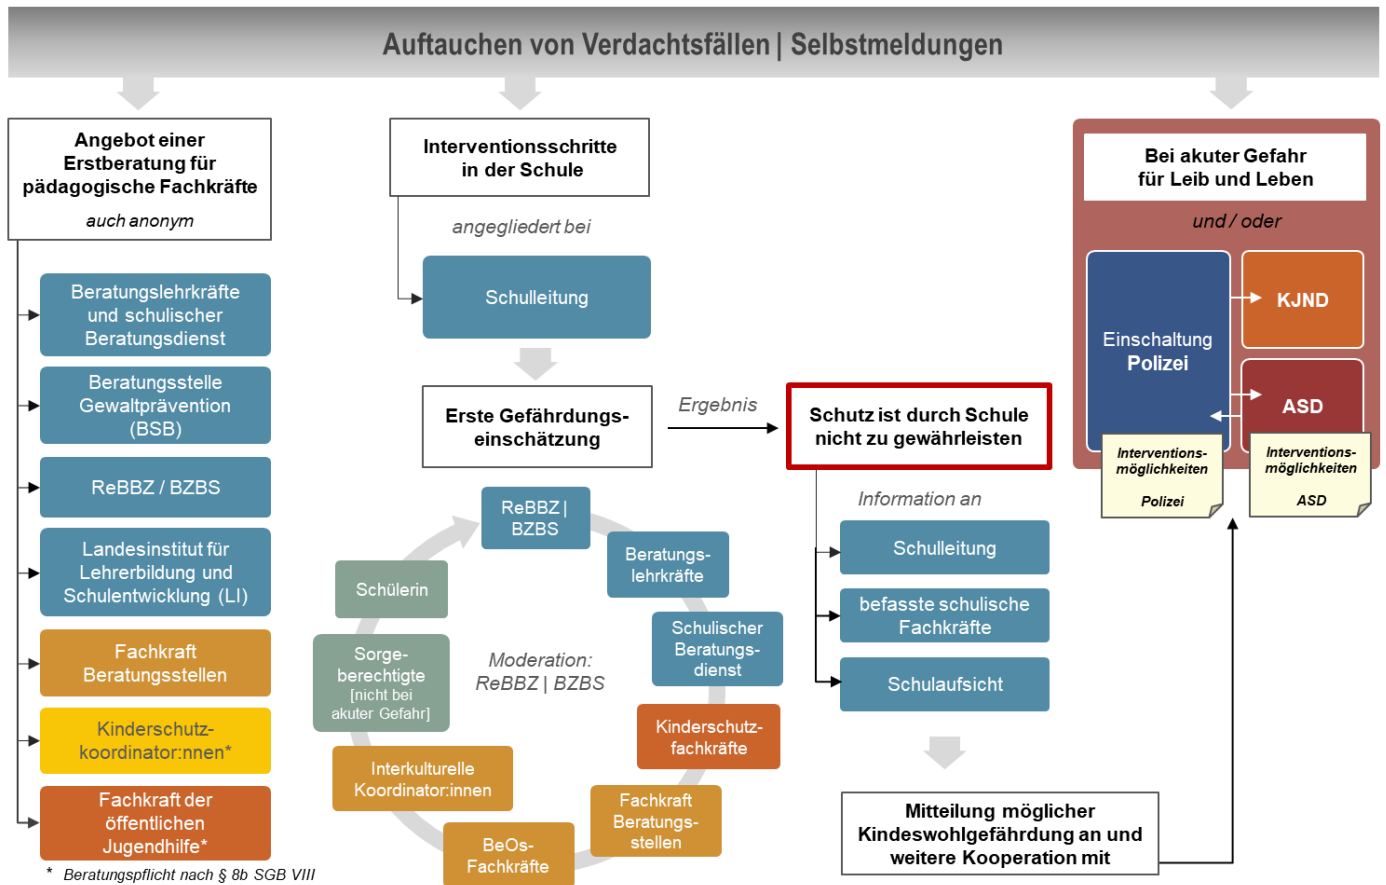 Auftauchen von Verdachtsfällen | Selbstmeldungen
Angebot einer
Erstberatung für
pädagogische Fachkräfte
auch anonym
Beratungslehrkräfte
und schulischer
Beratungsdienst
Beratungsstelle
Gewaltprävention
(BSB)
ReBBZ / BZBS
Landesinstitut für
Lehrerbildung und
Schulentwicklung (LI)
Fachkraft
Beratungsstellen
Kinderschutz-
koordinator:nnen*
Fachkraft der
öffentlichen
Jugendhilfe*
* Beratungspflicht nach § 8b SGB VIII
Interventionsschritte
in der Schule
angegliedert bei
Schulleitung
Erste Gefährdungs-
einschätzung
Ergebnis
ReBBZ |
BZBS
Beratungs-
lehrkräfte
Schulischer
Beratungs-
dienst
Kinderschutz-
fachkräfte
Fachkraft
Beratungs-
stellen
BeOs-
Fachkräfte
Interkulturelle
Koordinator:innen
Sorge-
berechtigte
[nicht bei
akuter Gefahr]
Schülerin
Moderation:
ReBBZ | BZBS
Schutz ist durch Schule
nicht zu gewährleisten
Information an
Schulleitung
befasste schulische
Fachkräfte
Schulaufsicht
Mitteilung möglicher
Kindeswohlgefährdung an und
weitere Kooperation mit
Bei akuter Gefahr
für Leib und Leben
und / oder
Einschaltung
Polizei
KJND
ASD
Interventions-
möglichkeiten
Polizei
Interventions-
möglichkeiten
ASD